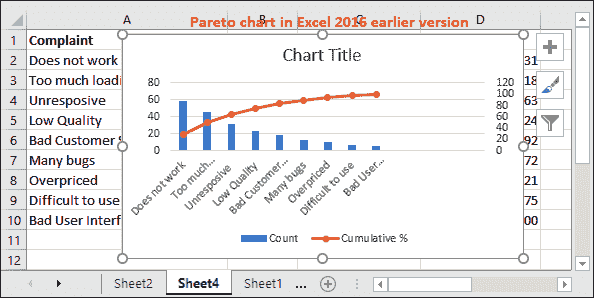 Pareto chart in Excel 2016 earlier version
A B C D
1 Complaint
2 Does not work 31
3 Too much loadi 18
4 Unresposive 63
5 Low Quality 24
6 Bad Customer S 92
7 Many bugs 72
8 Overpriced 21
9 Difficult to use 75
10 Bad User Interf 00
11
12
Chart Title
80 120
60 100
80
40 60
20 40
20
0 0
Does not work Too much... Unresposive Low Quality Bad Customer... Many bugs Overpriced Difficult to use Bad User...
Count Cumulative %
Sheet2 Sheet4 Sheet1 ...